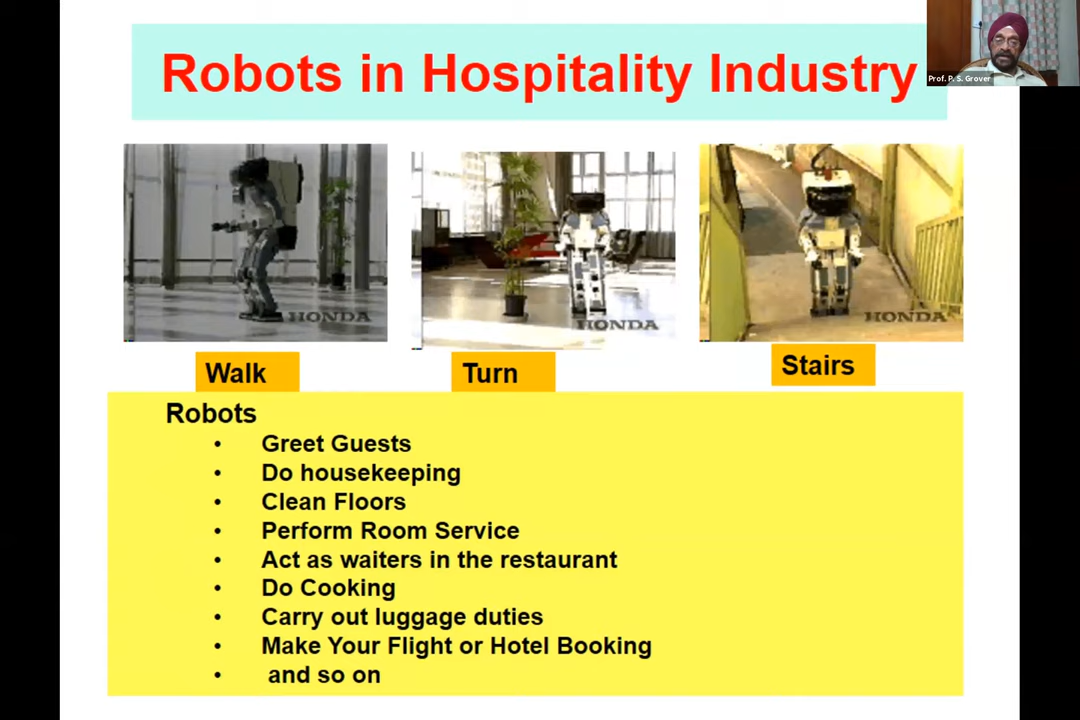 Robots in Hospitality Industry
Prof. P. S. Grover
HONDA
HONDA
HONDA
Walk
Turn
Stairs
Robots
• Greet Guests
• Do housekeeping
• Clean Floors
• Perform Room Service
• Act as waiters in the restaurant
• Do Cooking
• Carry out luggage duties
• Make Your Flight or Hotel Booking
• and so on